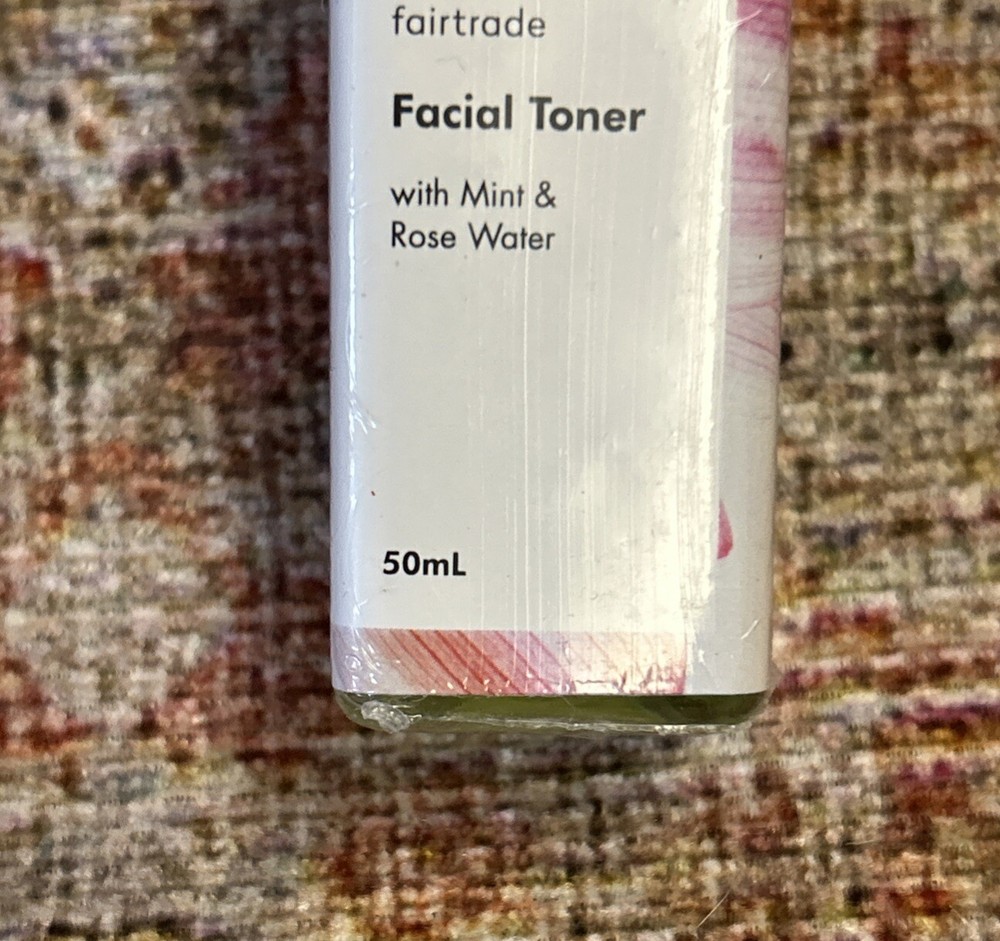 fairtrade
Facial Toner
with Mint &
Rose Water
50mL